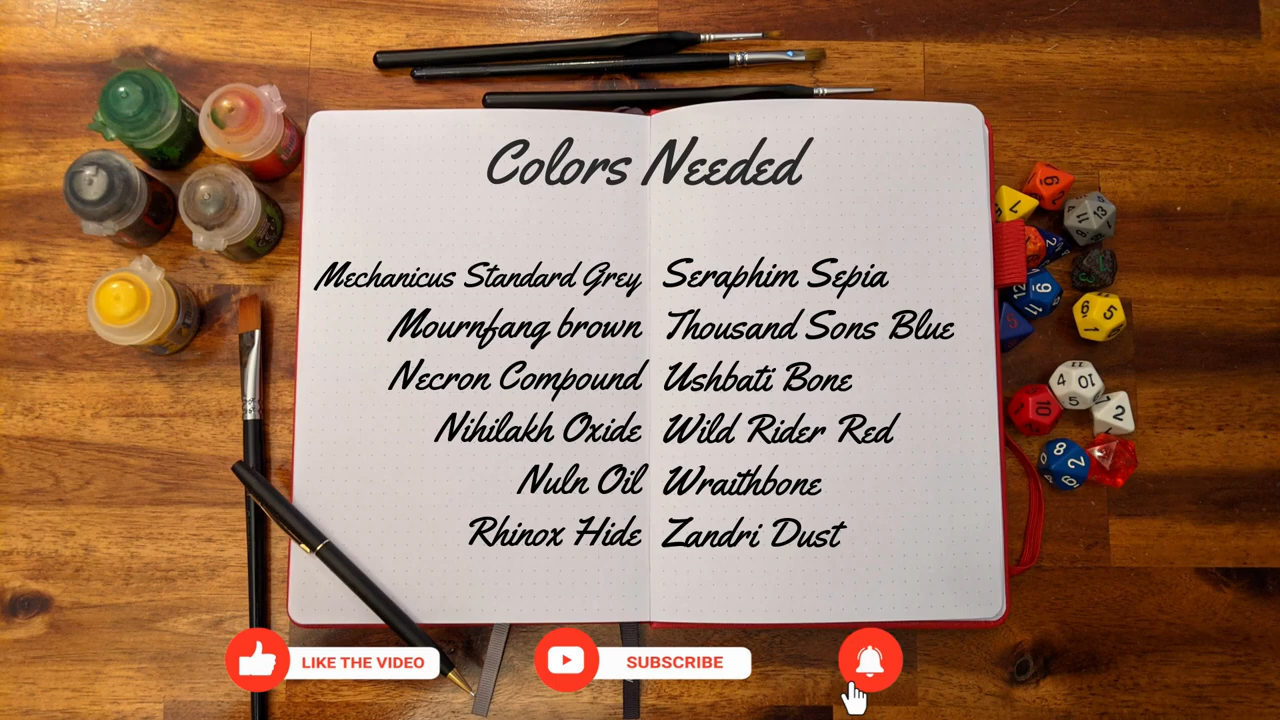 Colors Needed
Mechanicus Standard Grey
Mournfang brown
Necron Compound
Nihilakh Oxide
Nuln Oil
Rhinox Hide
Seraphim Sepia
Thousand Sons Blue
Ushbati Bone
Wild Rider Red
Wraithbone
Zandri Dust
LIKE THE VIDEO
SUBSCRIBE